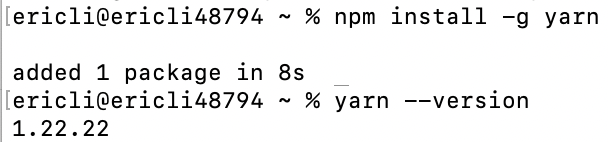 [ericli@ericli48794 ~ % npm install -g yarn
added 1 package in 8s
[ericli@ericli48794 ~ % yarn --version
1.22.22